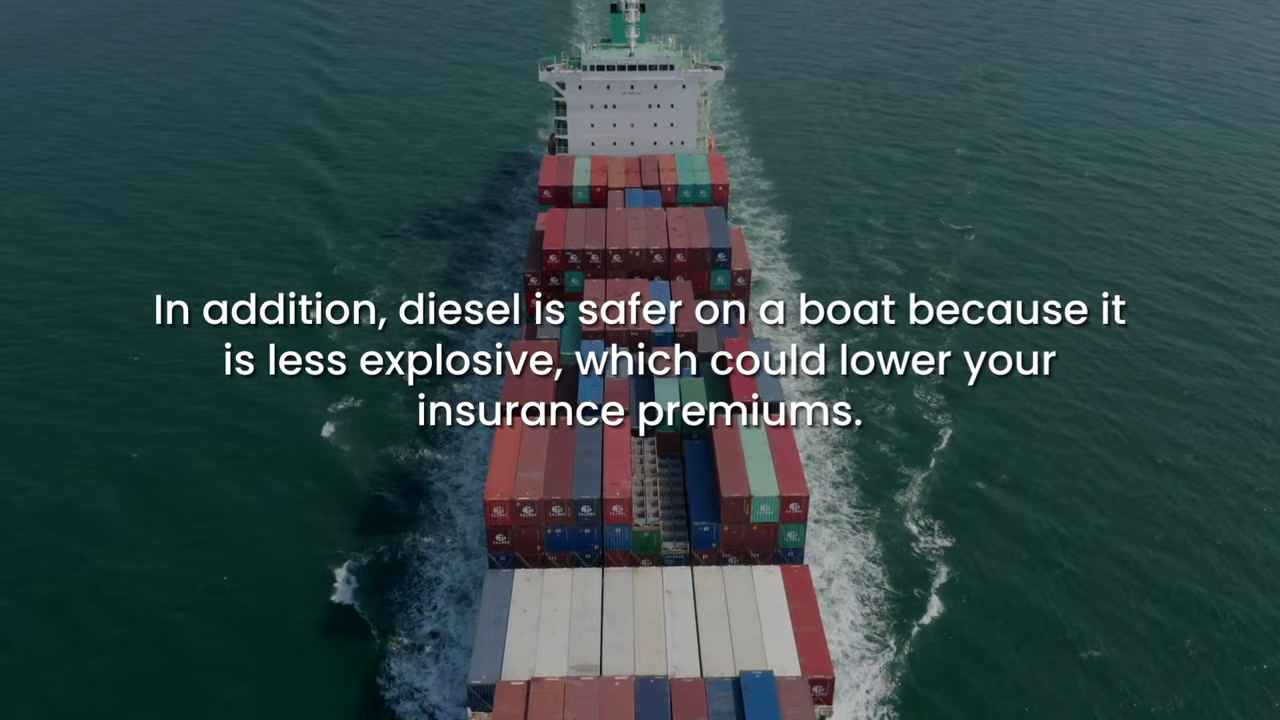 In addition, diesel is safer on a boat because it
is less explosive, which could lower your
insurance premiums.